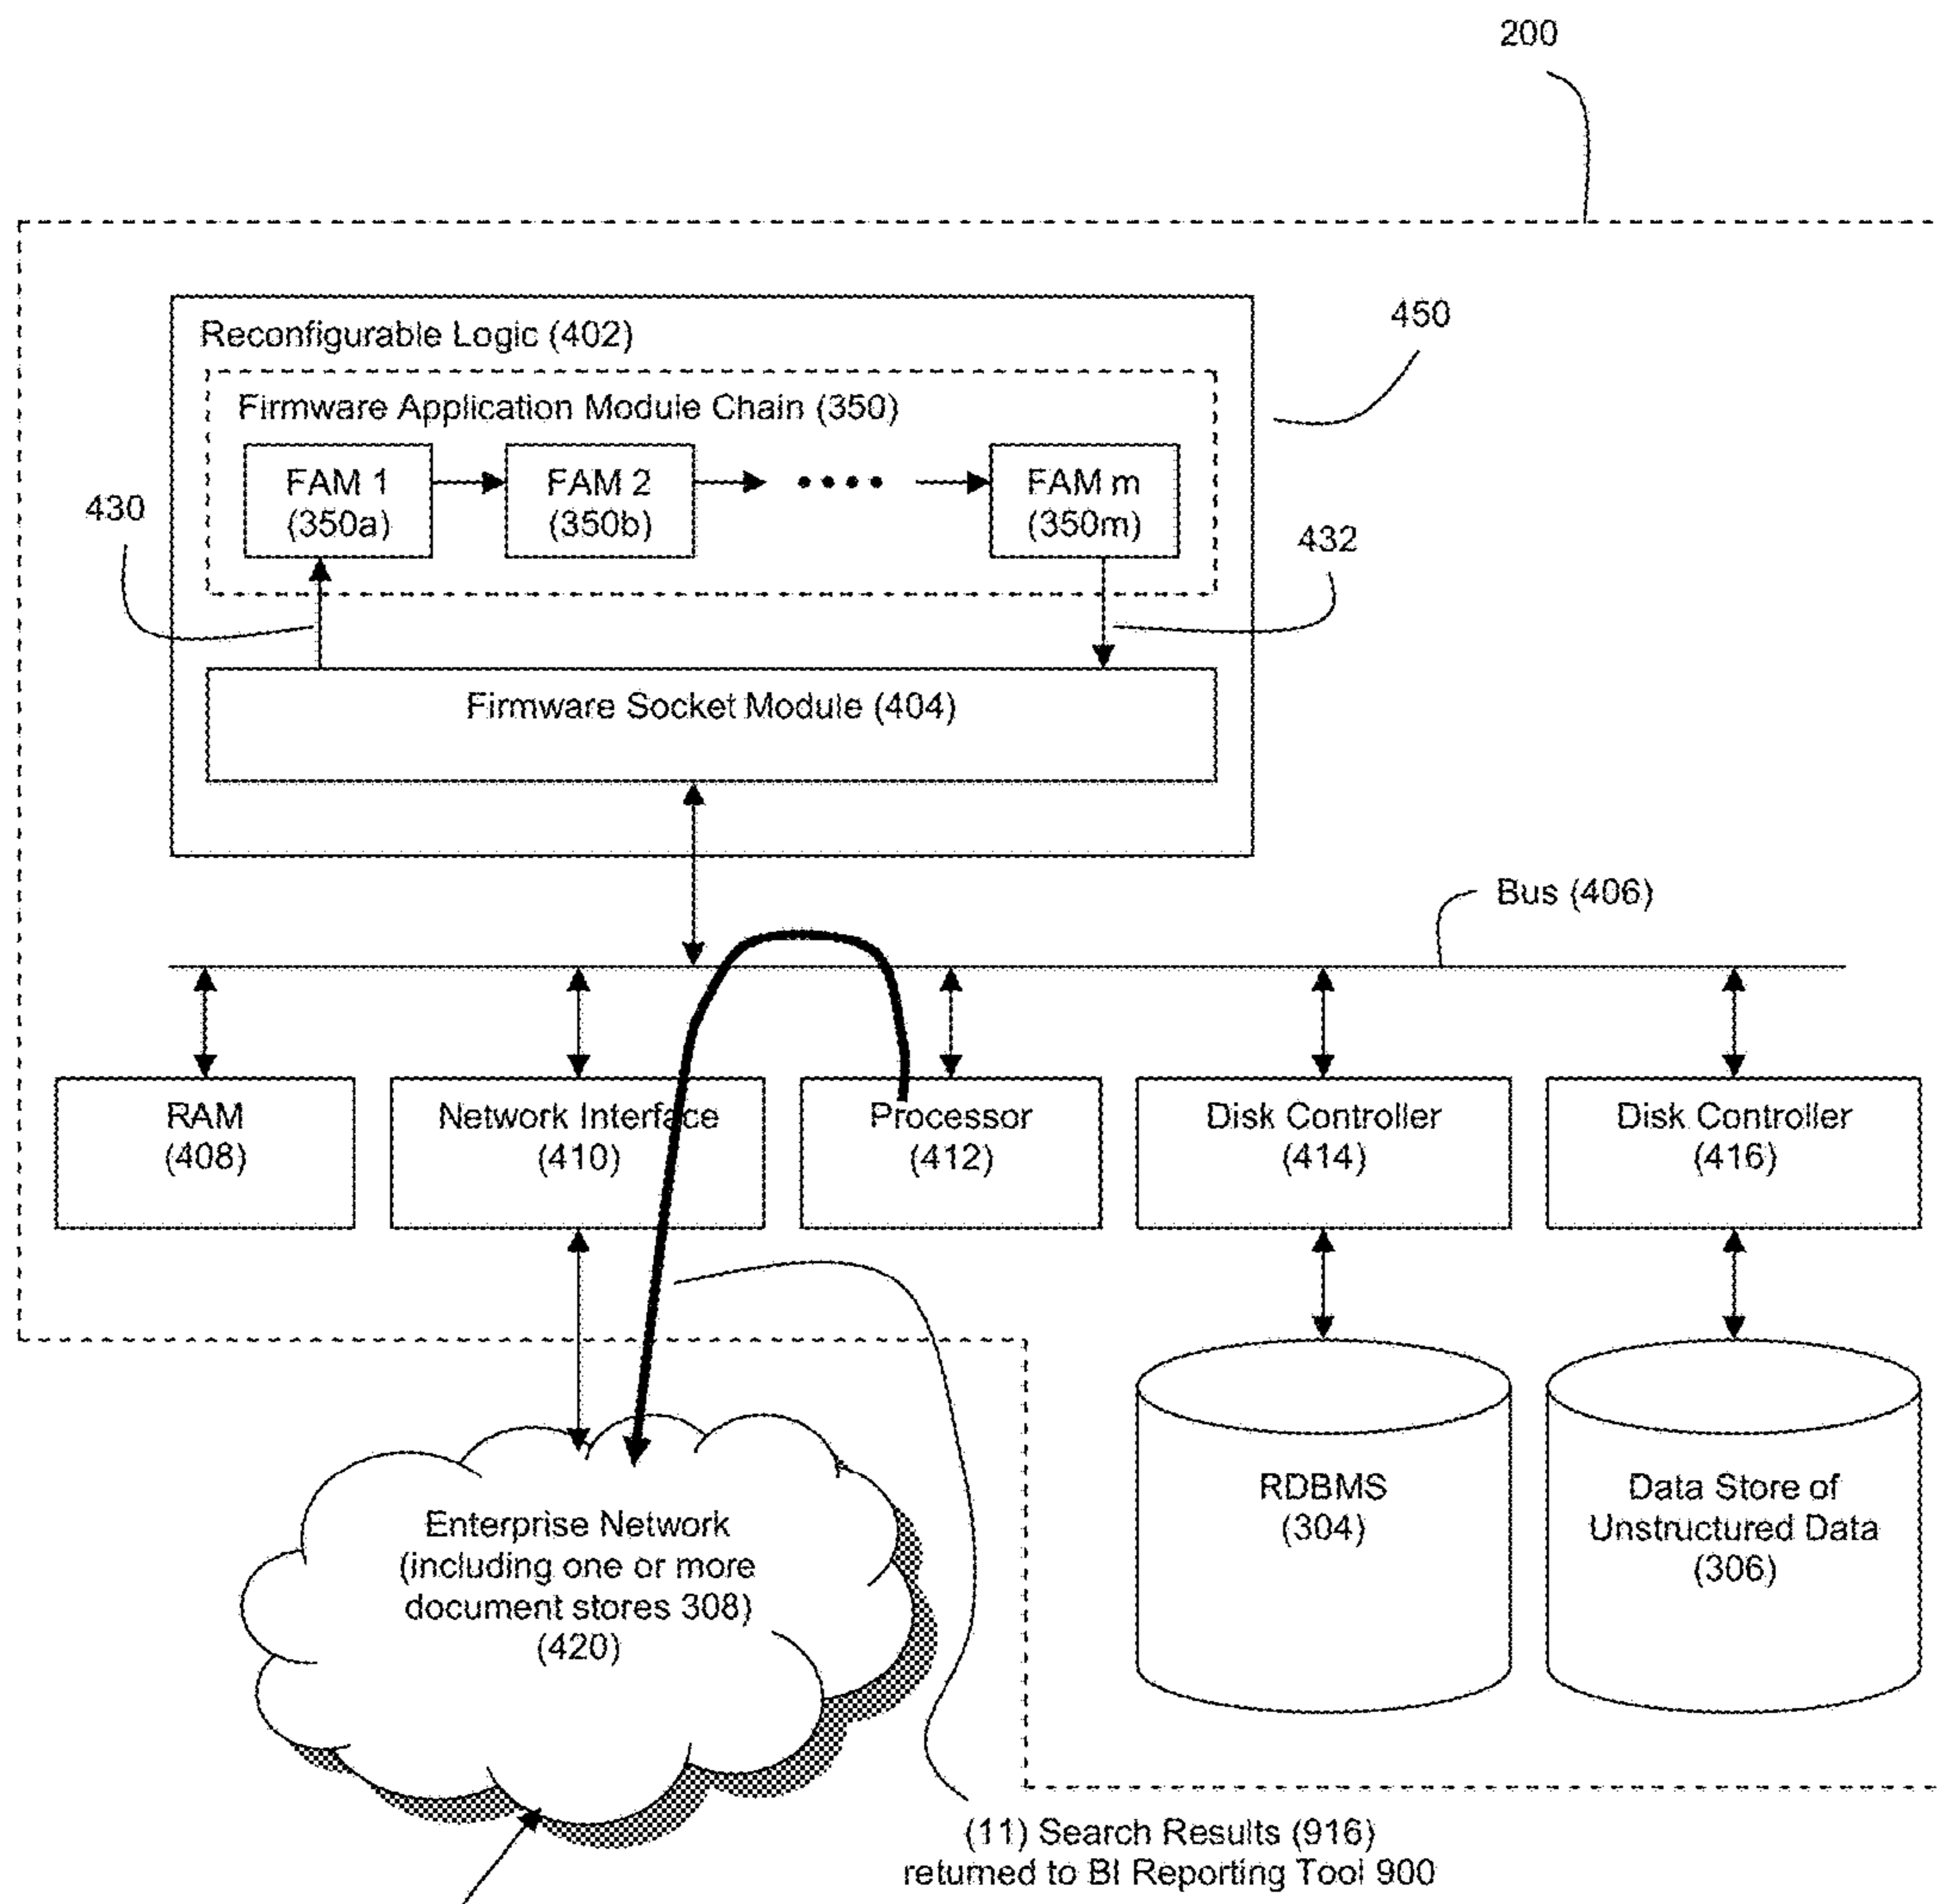 200
450
Reconfigurable Logic (402)
Firmware Application Module Chain (350)
FAM 1
(350a)
FAM 2
(350b)
FAM m
(350m)
430
432
Firmware Socket Module (404)
Bus (406)
RAM
(408)
Network Interface
(410)
Processor
(412)
Disk Controller
(414)
Disk Controller
(416)
RDBMS
(304)
Data Store of
Unstructured Data
(306)
Enterprise Network
(including one or more
document stores 308)
(420)
(11) Search Results (916)
returned to BI Reporting Tool 900